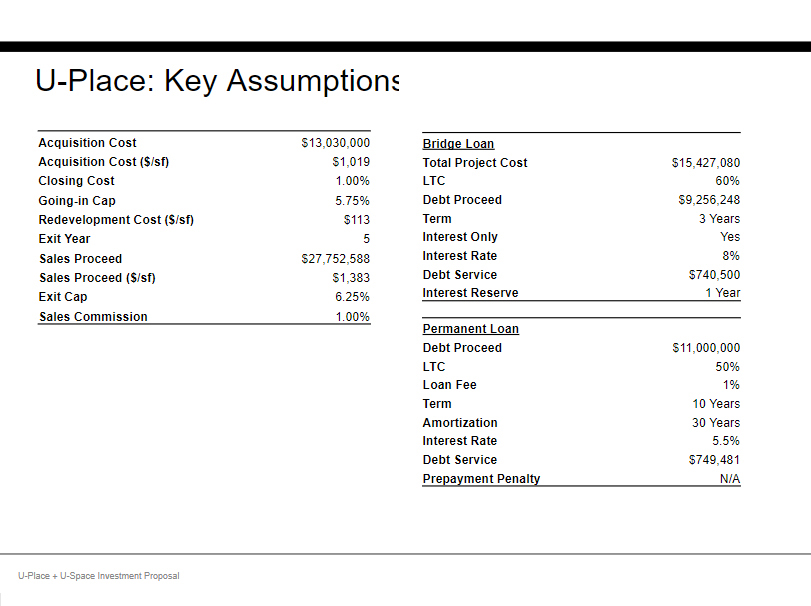 U-Place: Key Assumptions
Acquisition Cost $13,030,000
Acquisition Cost ($/sf) $1,019
Closing Cost 1.00%
Going-in Cap 5.75%
Redevelopment Cost ($/sf) $113
Exit Year 5
Sales Proceed $27,752,588
Sales Proceed ($/sf) $1,383
Exit Cap 6.25%
Sales Commission 1.00%
Bridge Loan
Total Project Cost $15,427,080
LTC 60%
Debt Proceed $9,256,248
Term 3 Years
Interest Only Yes
Interest Rate 8%
Debt Service $740,500
Interest Reserve 1 Year
Permanent Loan
Debt Proceed $11,000,000
LTC 50%
Loan Fee 1%
Term 10 Years
Amortization 30 Years
Interest Rate 5.5%
Debt Service $749,481
Prepayment Penalty N/A
U-Place + U-Space Investment Proposal